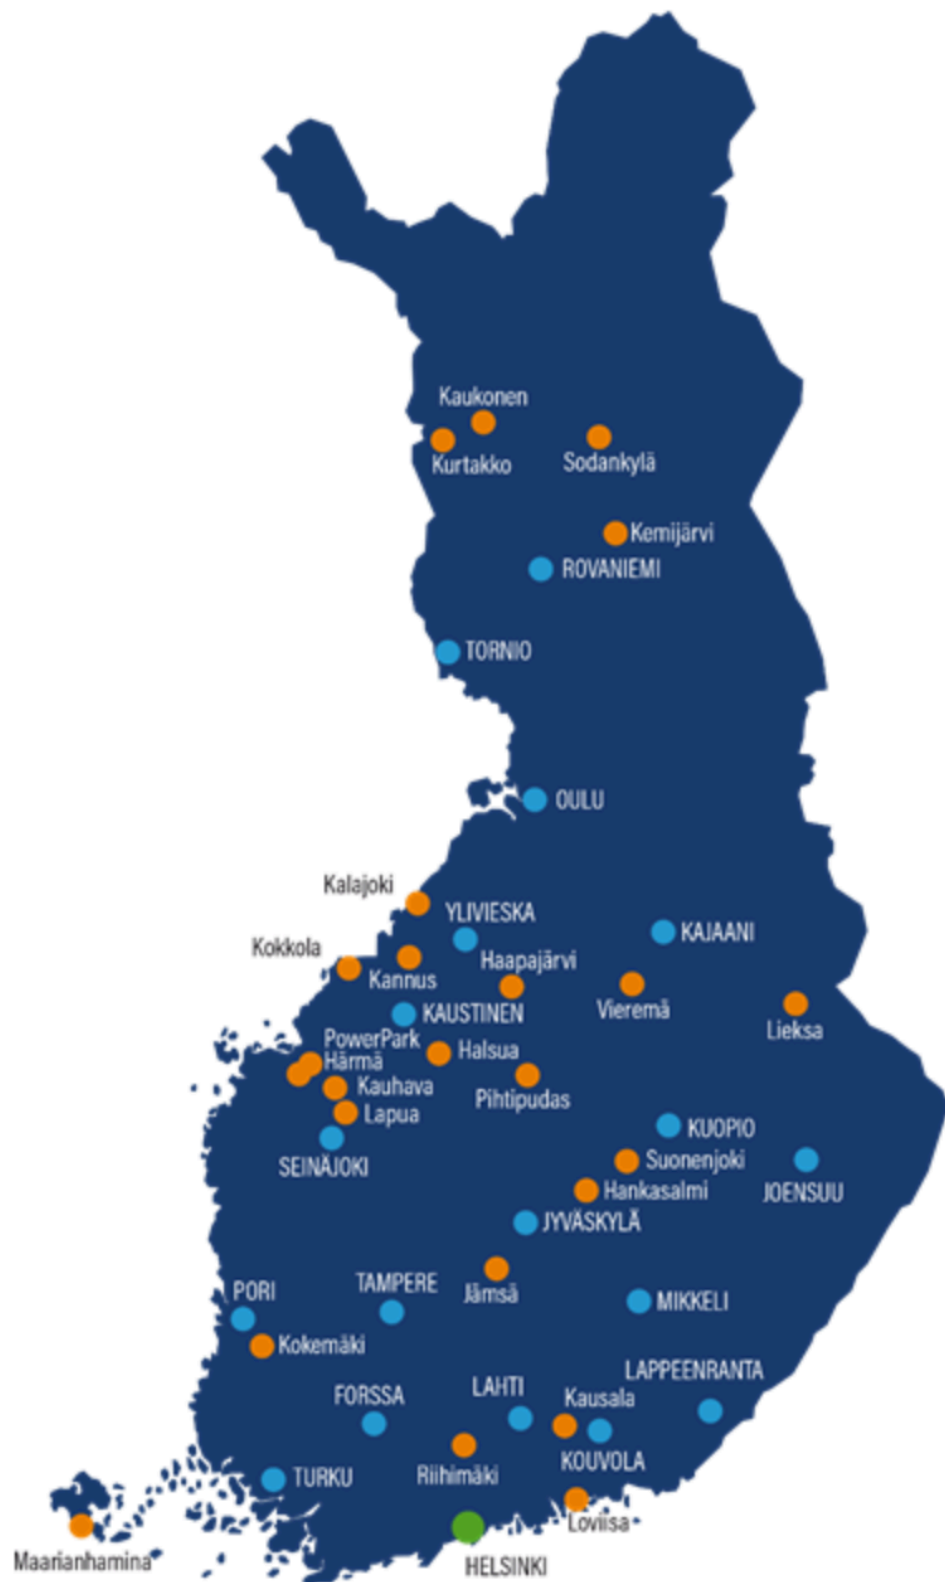 Kaukonen
Kurtakko
Sodankylä
Kemijärvi
ROVANIEMI
TORNIO
OULU
Kalajoki
YLIVIESKA
KAJAANI
Kokkola
Haapajärvi
Kannus
Vieremä
KAUSTINEN
Lieksa
PowerPark
Halsua
Härmä
Kauhava
Pihtipudas
Lapua
KUOPIO
SEINÄJOKI
Suonenjoki
Hankasalmi
JOENSUU
JYVÄSKYLÄ
TAMPERE
PORI
Jämsä
MIKKELI
Kokemäki
LAPPEENRANTA
LAHTI
FORSSA
Kausala
KOUVOLA
Riihimäki
TURKU
Loviisa
Maarianhamina
HELSINKI